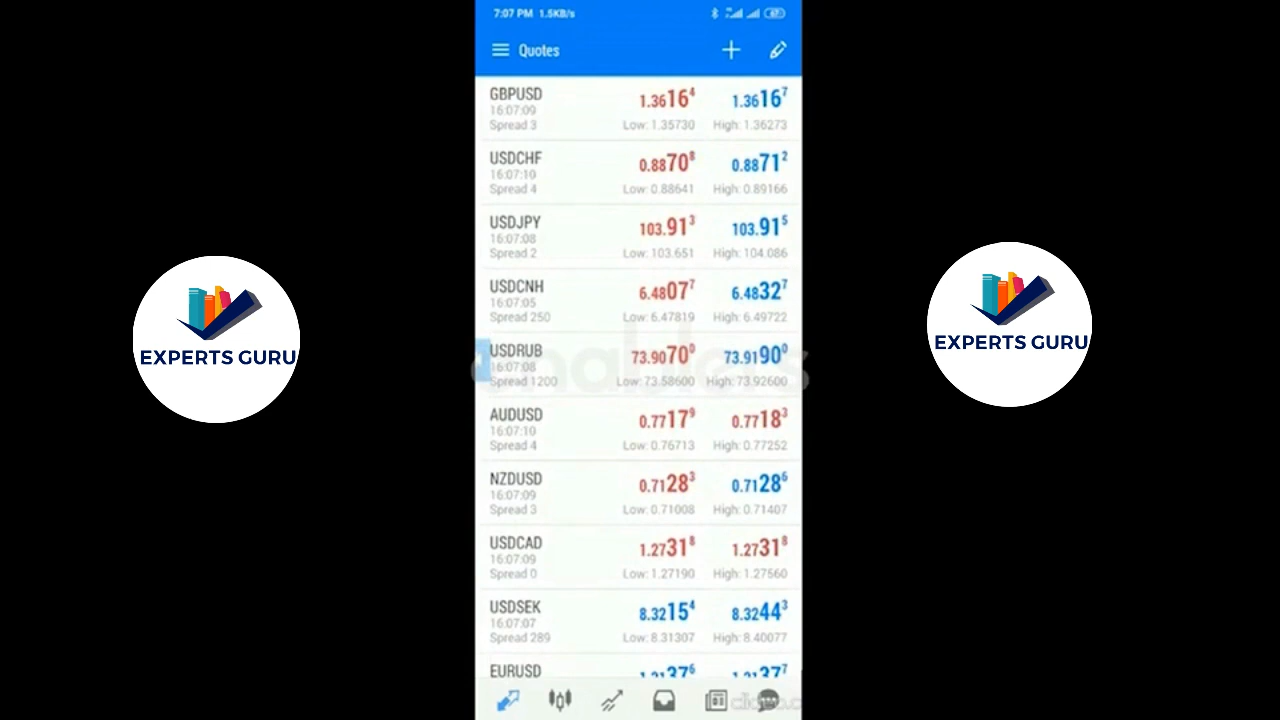 7:07 PM 1.5KB/s
67
Quotes
GBPUSD
16:07:09
Spread 3
1.36164
1.36167
Low: 1.35730
High: 1.36273
USDCHF
16:07:10
Spread 4
0.88708
0.88712
Low: 0.88641
High: 0.89166
USDJPY
16:07:08
Spread 2
103.913
103.915
Low: 103.651
High: 104.086
USDCNH
16:07:05
Spread 250
6.48077
6.48327
Low: 6.47819
High: 6.49722
USDRUB
16:07:08
Spread 1200
73.90700
73.91900
Low: 73.58600
High: 73.92600
AUDUSD
16:07:10
Spread 4
0.77179
0.77183
Low: 0.76713
High: 0.77252
NZDUSD
16:07:09
Spread 3
0.71283
0.71286
Low: 0.71008
High: 0.71407
USDCAD
16:07:09
Spread 0
1.27318
1.27318
Low: 1.27190
High: 1.27560
USDSEK
16:07:07
Spread 289
8.32154
8.32443
Low: 8.31307
High: 8.40077
EURUSD
EXPERTS GURU
EXPERTS GURU
enablers